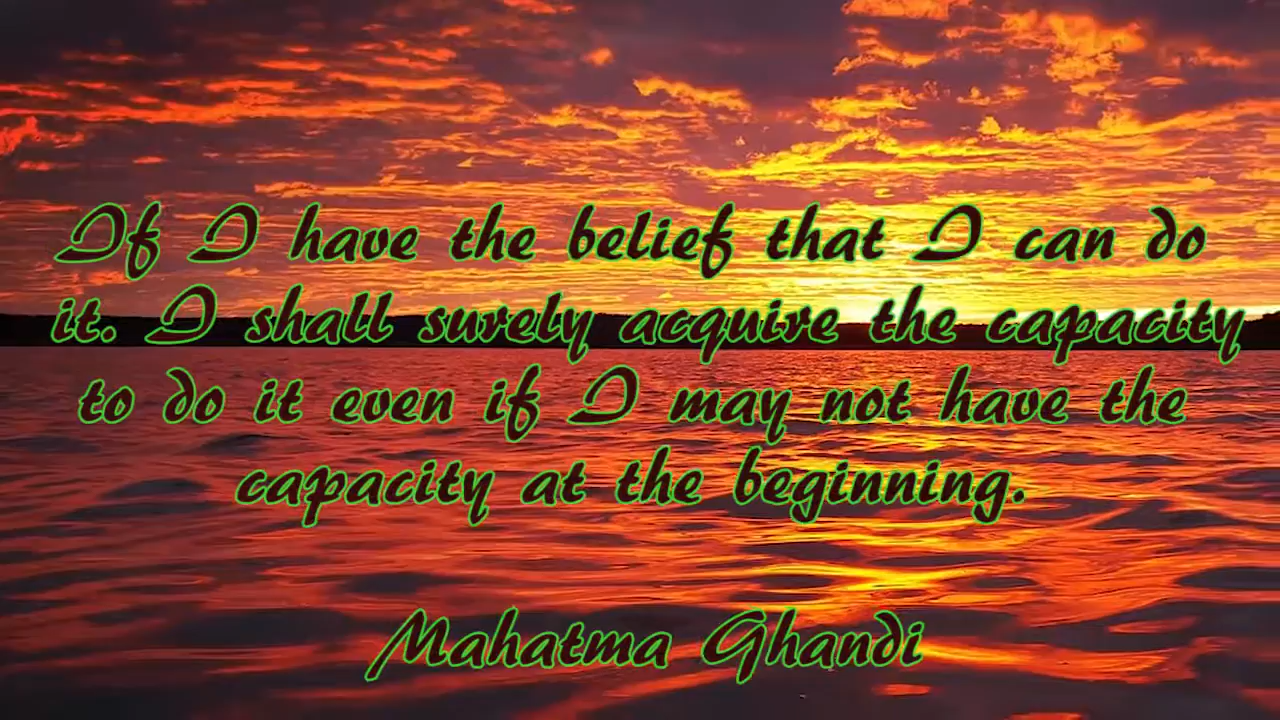 If I have the belief that I can do
it. I shall surely acquire the capacity
to do it even if I may not have the
capacity at the beginning.
Mahatma Ghandi